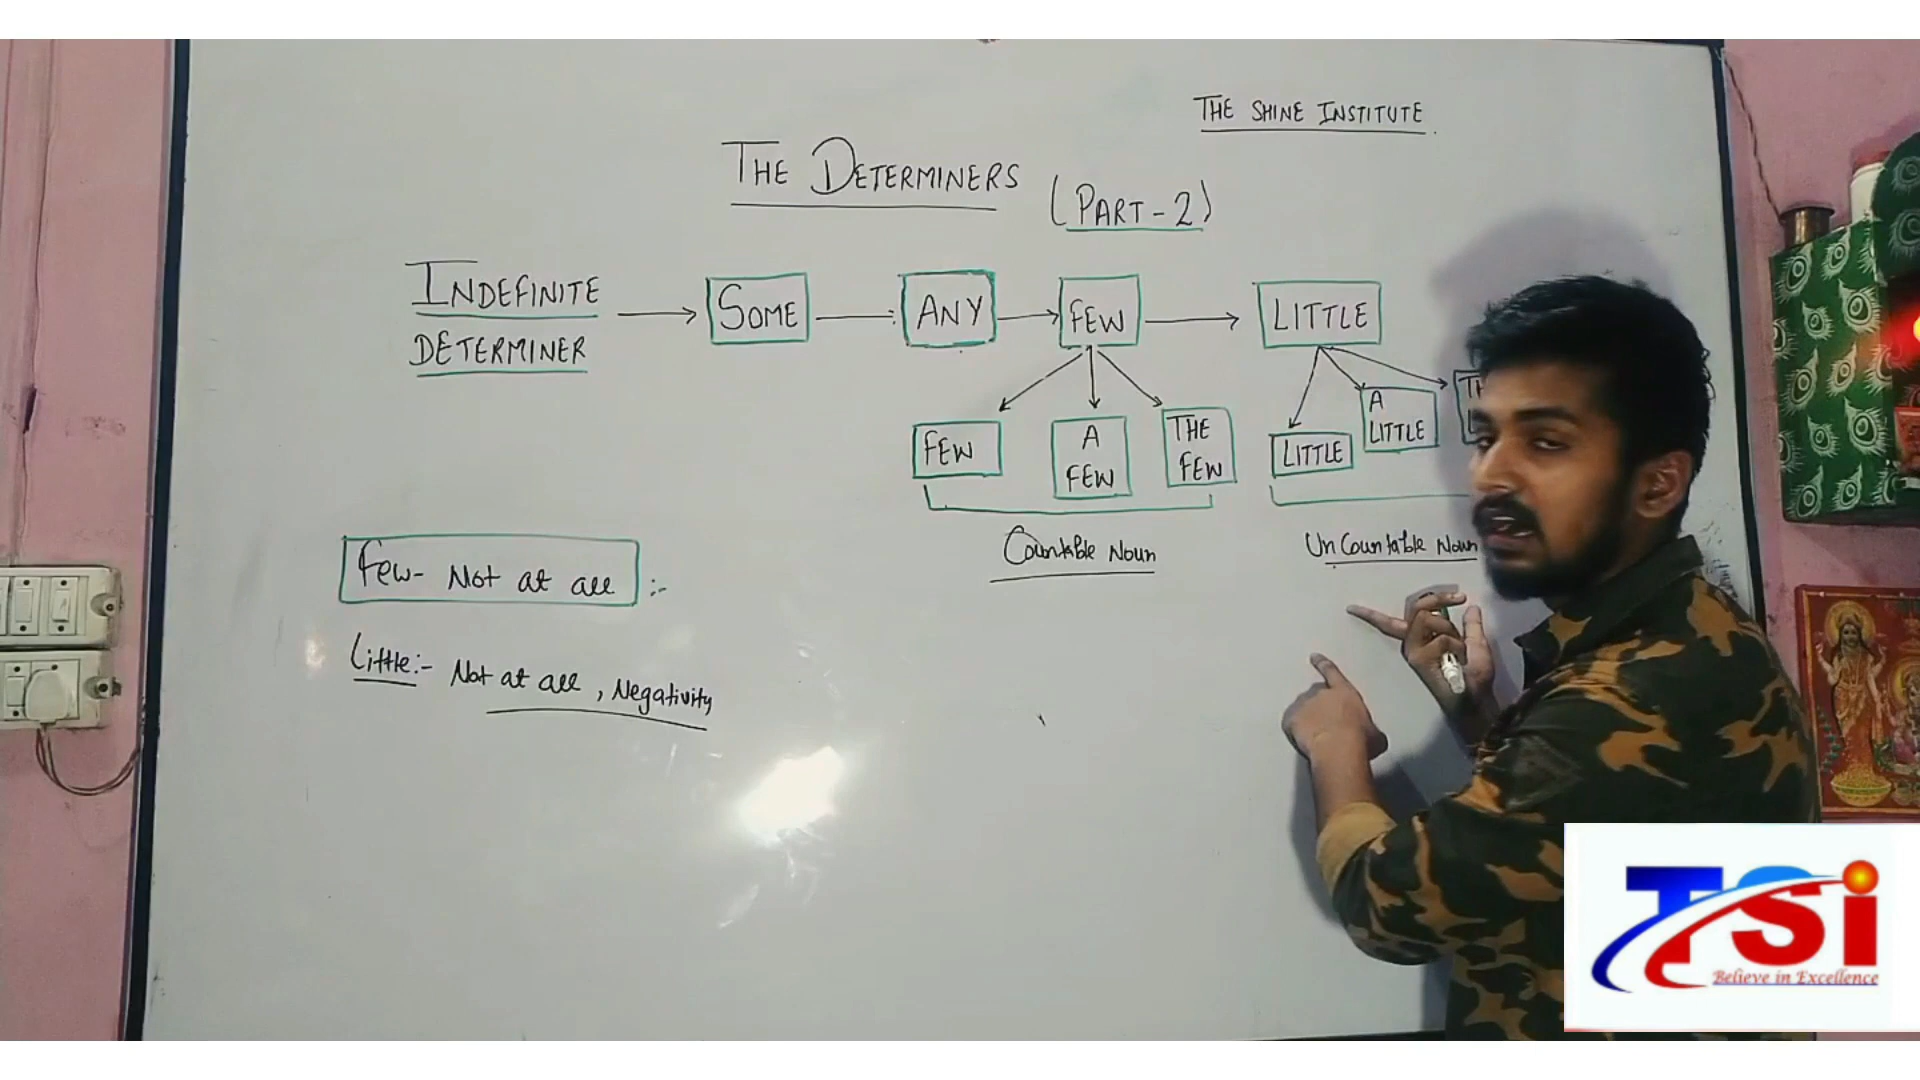 THE SHINE INSTITUTE
THE DETERMINERS (PART-2)
INDEFINITE
DETERMINER
SOME
ANY
FEW
LITTLE
FEW
A
FEW
THE
FEW
LITTLE
A
LITTLE
Countable Noun
UnCountable Noun
Few- Not at all :-
Little:- Not at all, Negativity
TSi
Believe in Excellence